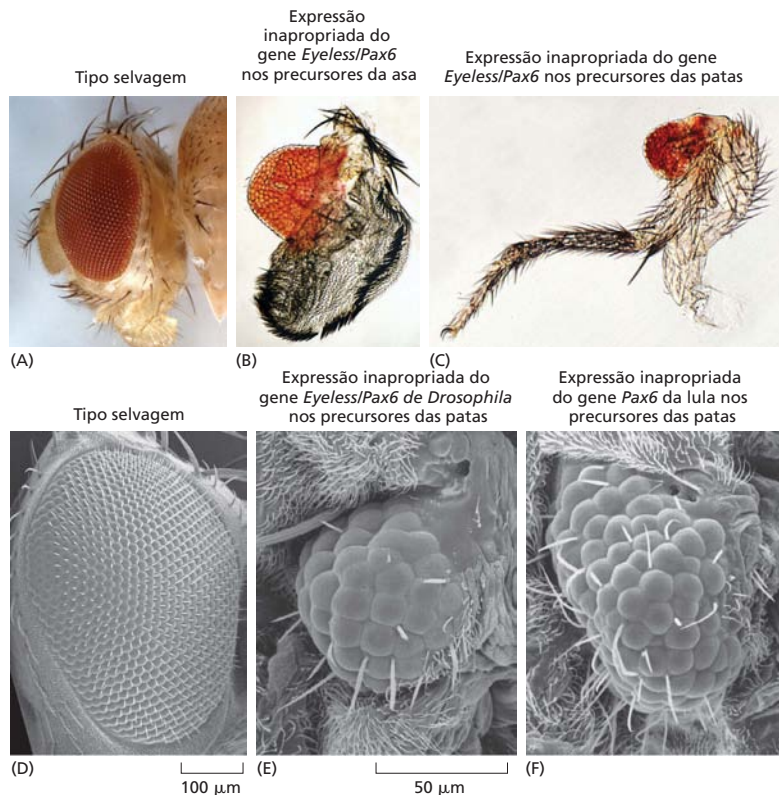 Tipo selvagem
Expressão
inapropriada do
gene Eyeless/Pax6
nos precursores da asa
Expressão inapropriada do gene
Eyeless/Pax6 nos precursores das patas
(A)
(B)
(C)
Tipo selvagem
Expressão inapropriada do
gene Eyeless/Pax6 de Drosophila
nos precursores das patas
Expressão inapropriada
do gene Pax6 da lula nos
precursores das patas
(D)
100 μm
(E)
50 μm
(F)